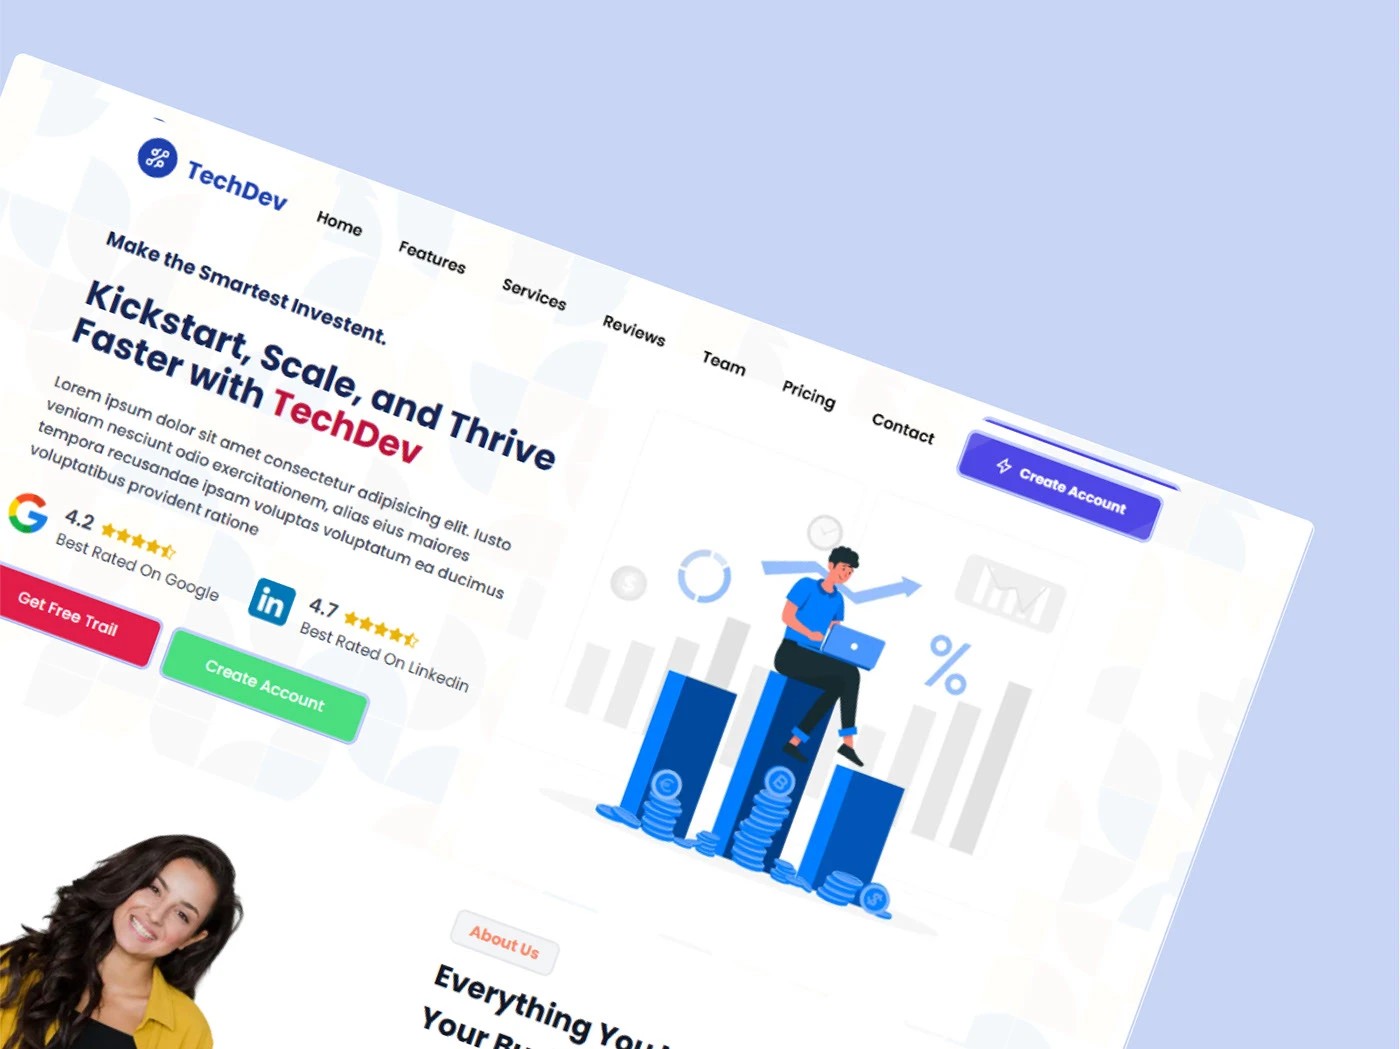 TechDev
Home
Features
Services
Reviews
Team
Pricing
Contact
Create Account
Make the Smartest Investent.
Kickstart, Scale, and Thrive
Faster with TechDev
Lorem ipsum dolor sit amet consectetur adipisicing elit. Iusto
veniam nesciunt odio exercitationem, alias eius maiores
tempora recusandae ipsam voluptas voluptatum ea ducimus
voluptatibus provident ratione
4.2
Best Rated On Google
in
4.7
Best Rated On Linkedin
Get Free Trail
Create Account
About Us
Everything You
Your